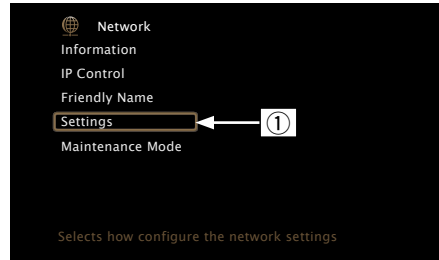 Network
Information
IP Control
Friendly Name
Settings
①
Maintenance Mode
Selects how configure the network settings